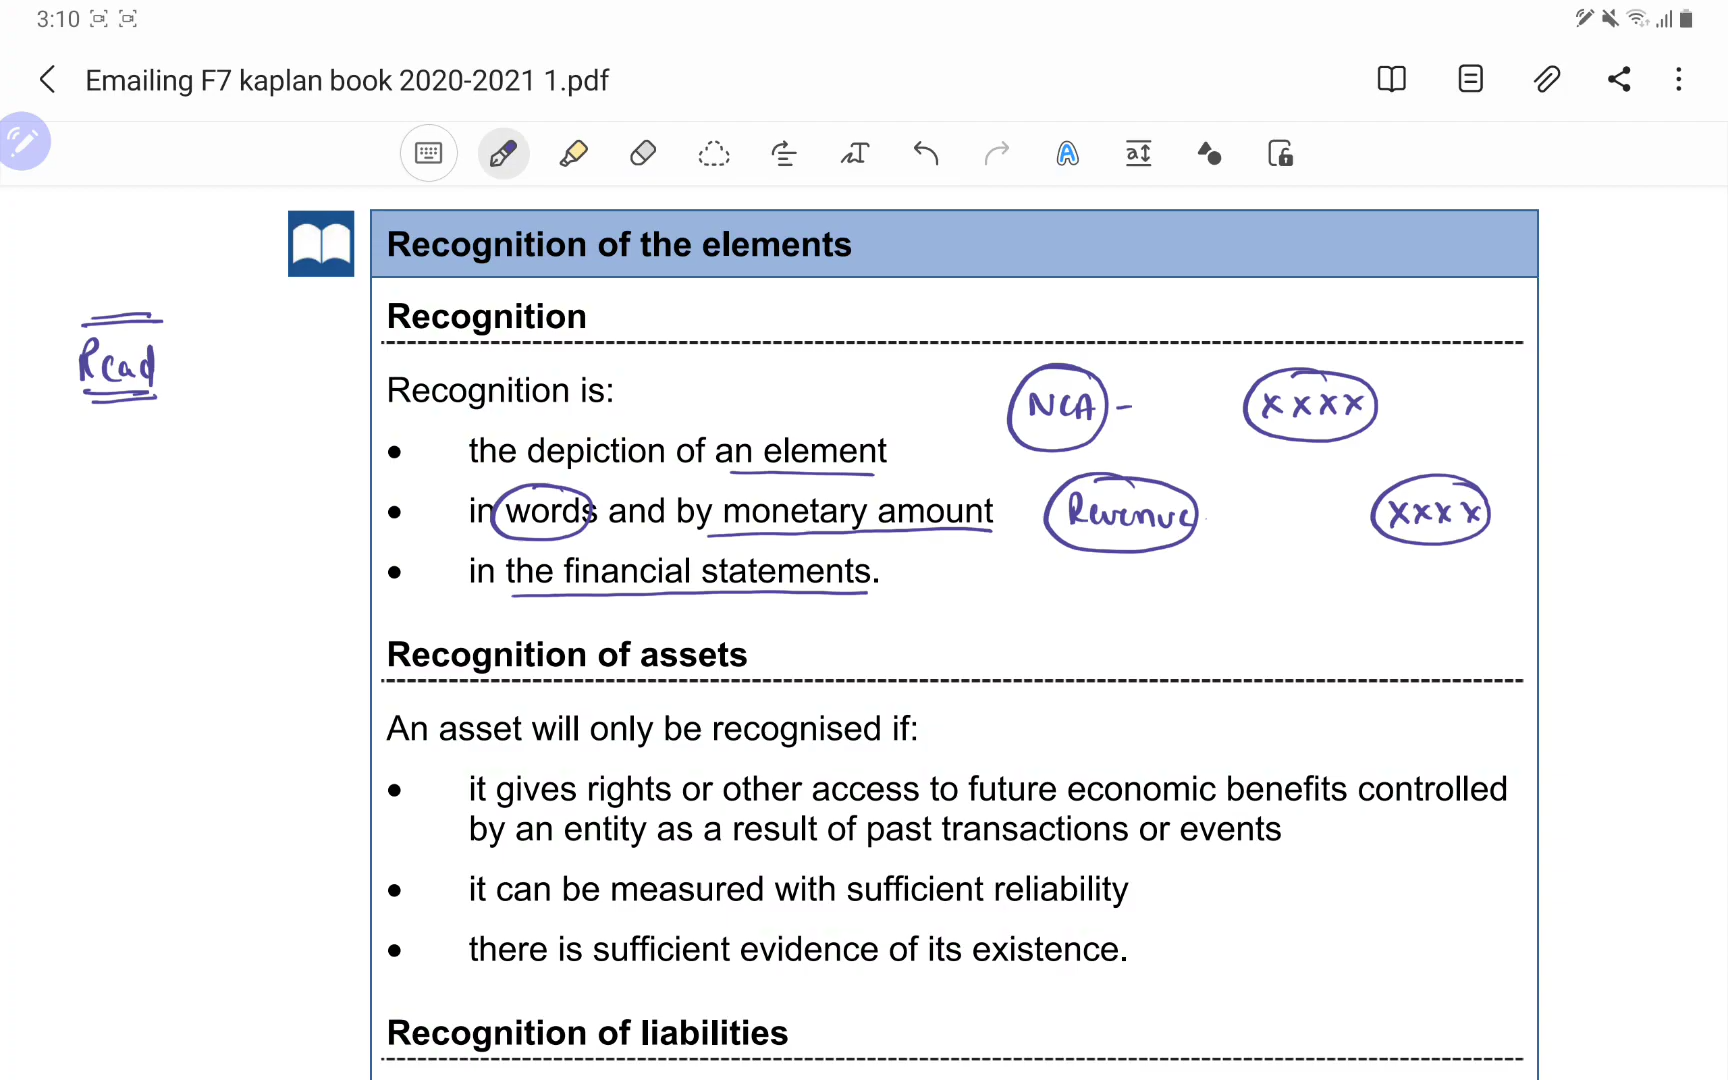 3:10
Emailing F7 kaplan book 2020-2021 1.pdf
Recognition of the elements
Recognition
Read
Recognition is:
NCA - xxxx
• the depiction of an element
• in words and by monetary amount
Revenue xxxx
• in the financial statements.
Recognition of assets
An asset will only be recognised if:
• it gives rights or other access to future economic benefits controlled
by an entity as a result of past transactions or events
• it can be measured with sufficient reliability
• there is sufficient evidence of its existence.
Recognition of liabilities